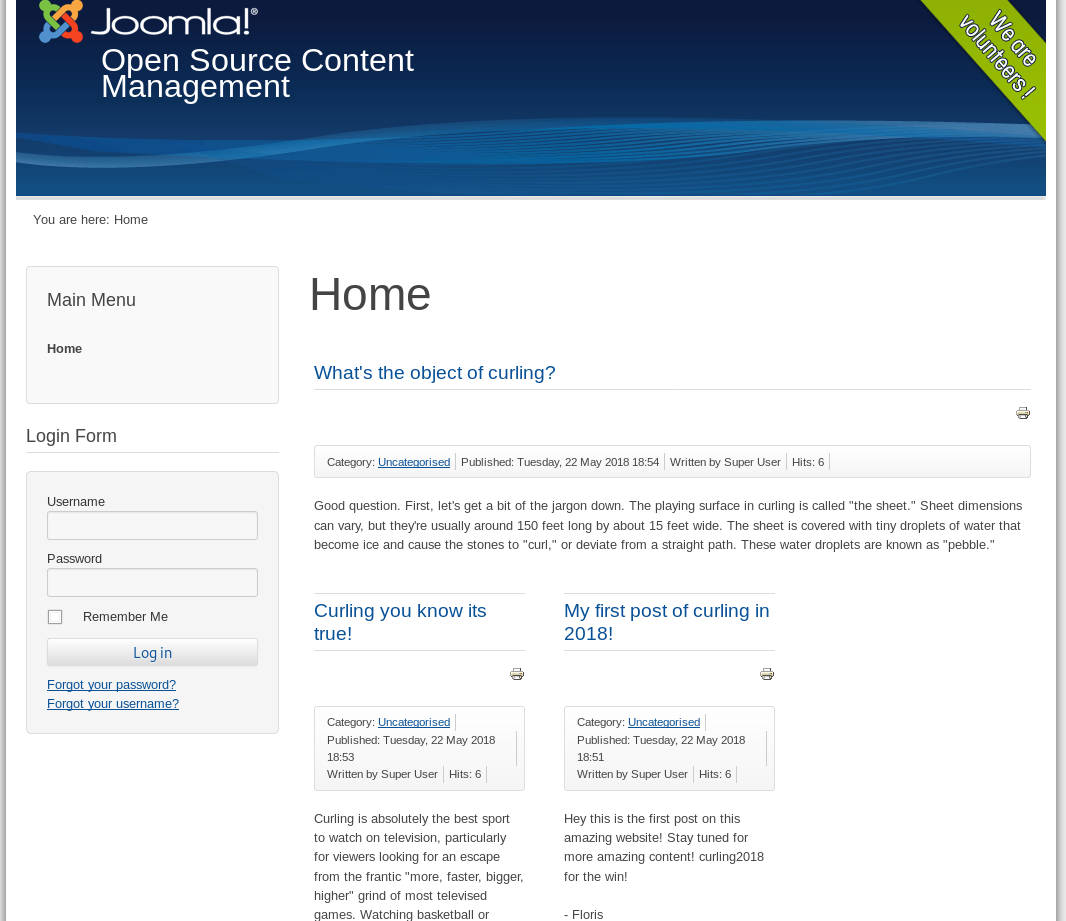 Joomla!®
Open Source Content
Management
We are
volunteers !
You are here: Home
Main Menu
Home
Login Form
Username
Password
Remember Me
Log in
Forgot your password?
Forgot your username?
Home
What's the object of curling?
Category: Uncategorised Published: Tuesday, 22 May 2018 18:54 Written by Super User Hits: 6
Good question. First, let's get a bit of the jargon down. The playing surface in curling is called "the sheet." Sheet dimensions
can vary, but they're usually around 150 feet long by about 15 feet wide. The sheet is covered with tiny droplets of water that
become ice and cause the stones to "curl," or deviate from a straight path. These water droplets are known as "pebble."
Curling you know its
true!
Category: Uncategorised
Published: Tuesday, 22 May 2018
18:53
Written by Super User Hits: 6
Curling is absolutely the best sport
to watch on television, particularly
for viewers looking for an escape
from the frantic "more, faster, bigger,
higher" grind of most televised
games. Watching basketball or
My first post of curling in
2018!
Category: Uncategorised
Published: Tuesday, 22 May 2018
18:51
Written by Super User Hits: 6
Hey this is the first post on this
amazing website! Stay tuned for
more amazing content! curling2018
for the win!
- Floris